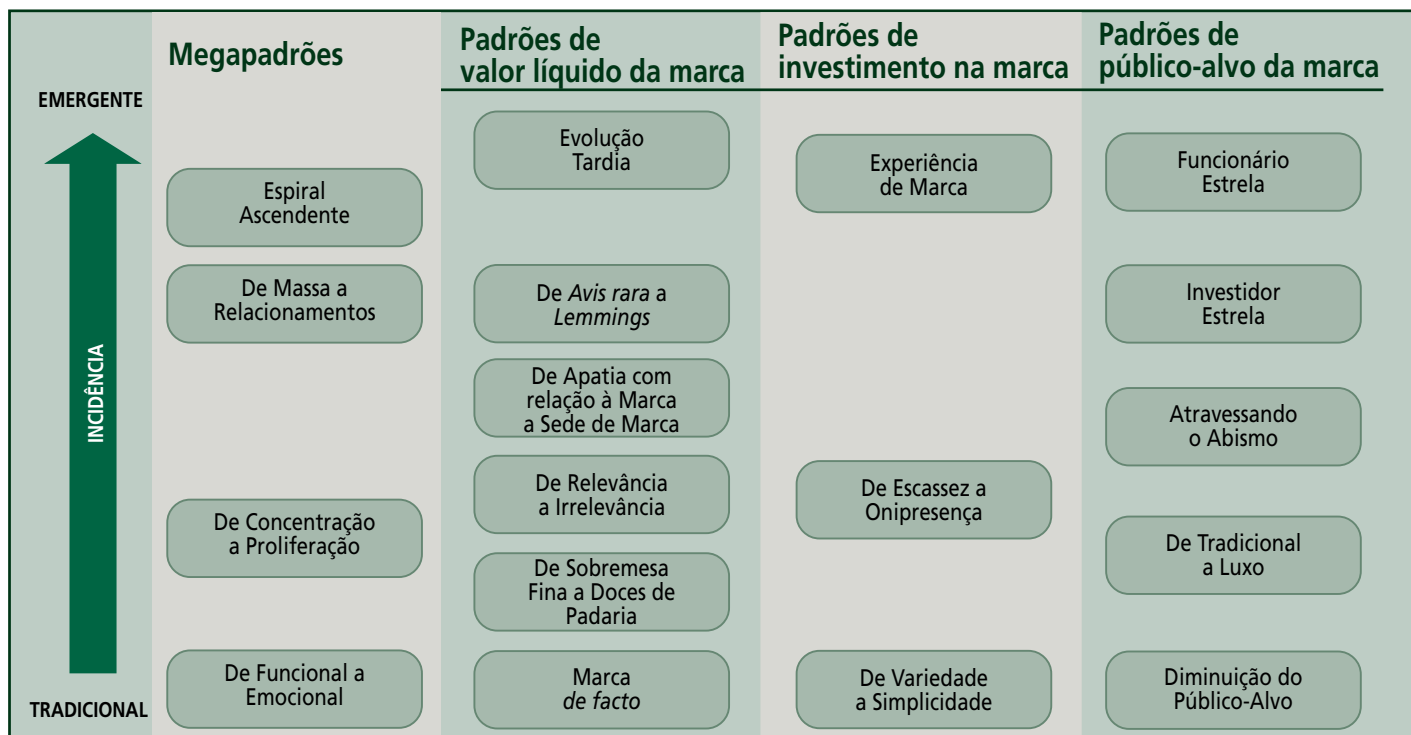 Megapadrões
Padrões de
valor líquido da marca
Padrões de
investimento na marca
Padrões de
público-alvo da marca
EMERGENTE
INCIDÊNCIA
TRADICIONAL
Espiral
Ascendente
De Massa a
Relacionamentos
De Concentração
a Proliferação
De Funcional a
Emocional
Evolução
Tardia
De Avis rara a
Lemmings
De Apatia com
relação à Marca
a Sede de Marca
De Relevância
a Irrelevância
De Sobremesa
Fina a Doces de
Padaria
Marca
de facto
Experiência
de Marca
De Escassez a
Onipresença
De Variedade
a Simplicidade
Funcionário
Estrela
Investidor
Estrela
Atravessando
o Abismo
De Tradicional
a Luxo
Diminuição do
Público-Alvo